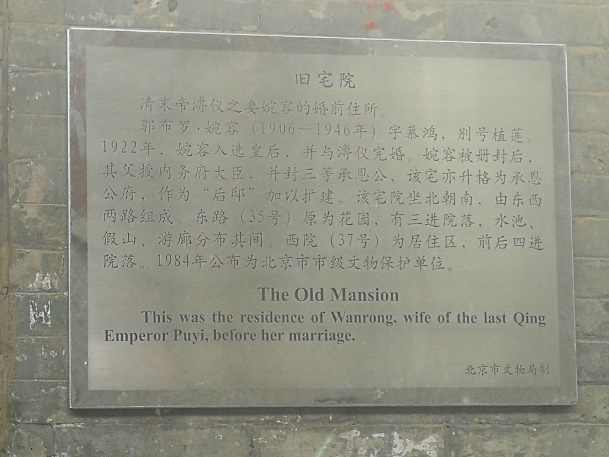 旧宅院
清末帝溥仪之妻婉容的婚前住所。
郭布罗·婉容（1906—1946年）字慕鸿，别号植莲。
1922年，婉容入选皇后，并与溥仪完婚。婉容被册封后，
其父授内务府大臣，并封三等承恩公，该宅亦升格为承恩
公府，作为“后邸”加以扩建。该宅院坐北朝南，由东西
两路组成。东路（35号）原为花园，有三进院落，水池、
假山、游廊分布其间。西院（37号）为居住区，前后四进
院落。1984年公布为北京市市级文物保护单位。
The Old Mansion
This was the residence of Wanrong, wife of the last Qing
Emperor Puyi, before her marriage.
北京市文物局制